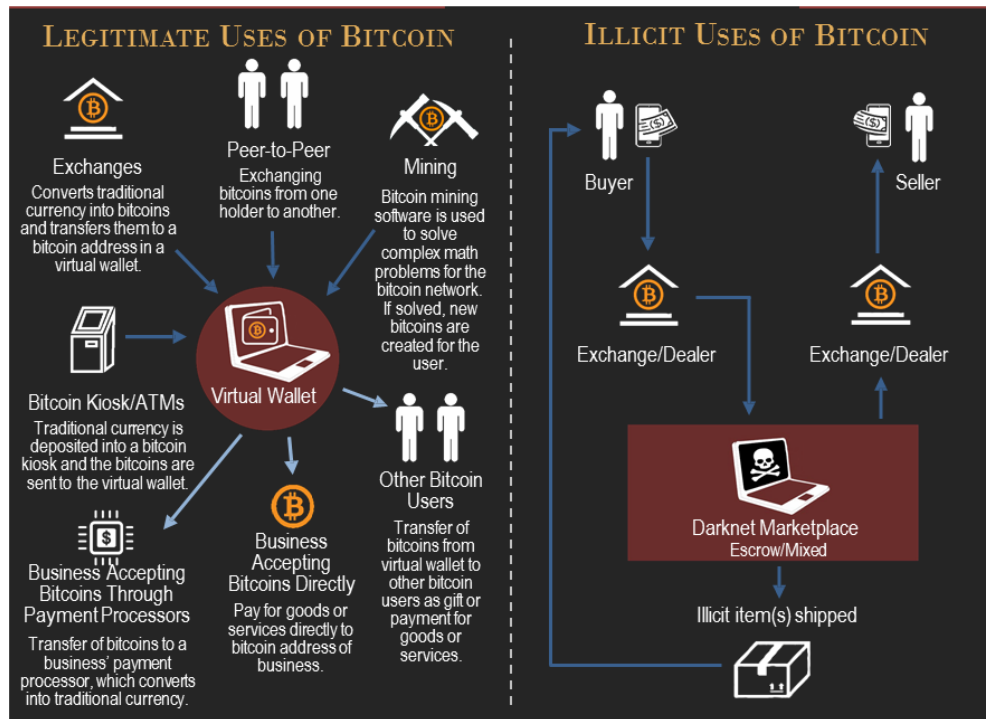 LEGITIMATE USES OF BITCOIN
Exchanges
Converts traditional
currency into bitcoins
and transfers them to a
bitcoin address in a
virtual wallet.
Peer-to-Peer
Exchanging
bitcoins from one
holder to another.
Mining
Bitcoin mining
software is used
to solve
complex math
problems for the
bitcoin network.
If solved, new
bitcoins are
created for the
user.
Bitcoin Kiosk/ATMs
Traditional currency is
deposited into a bitcoin
kiosk and the bitcoins are
sent to the virtual wallet.
Virtual Wallet
$
Business Accepting
Bitcoins Through
Payment Processors
Transfer of bitcoins to a
business' payment
processor, which converts
into traditional currency.
Business
Accepting
Bitcoins Directly
Pay for goods or
services directly to
bitcoin address of
business.
Other Bitcoin
Users
Transfer of
bitcoins from
virtual wallet to
other bitcoin
users as gift or
payment for
goods or
services.
ILLICIT USES OF BITCOIN
($)
Buyer
($)
Seller
Exchange/Dealer
Exchange/Dealer
Darknet Marketplace
Escrow/Mixed
Illicit item(s) shipped